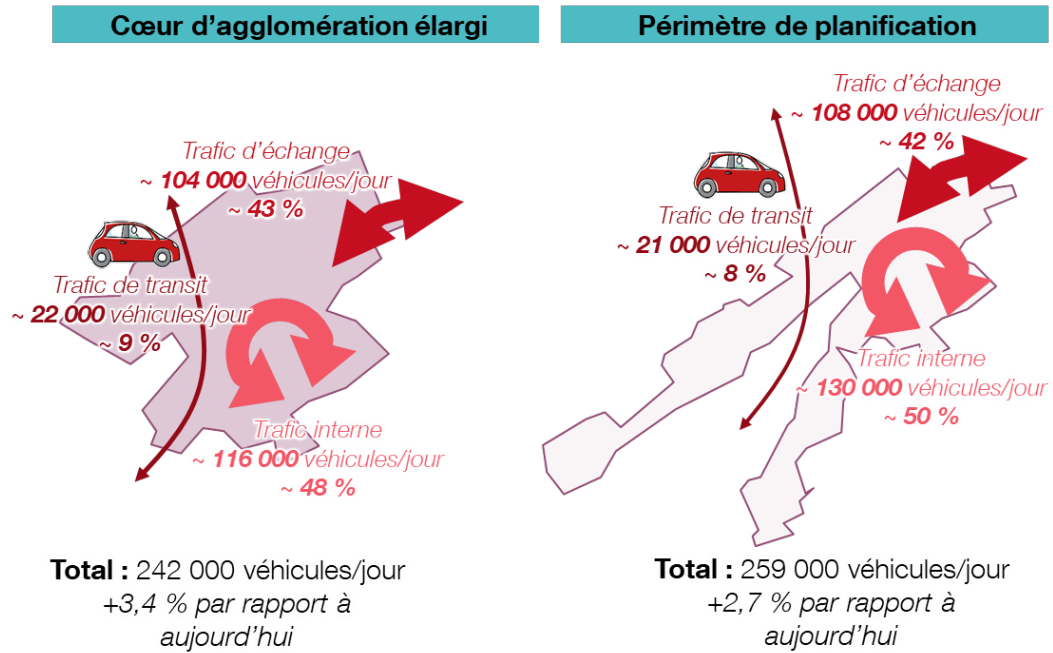 Cœur d'agglomération élargi
Trafic d'échange
~ 104 000 véhicules/jour
~ 43 %
Trafic de transit
~ 22 000 véhicules/jour
~ 9 %
Trafic interne
~ 116 000 véhicules/jour
~ 48 %
Total : 242 000 véhicules/jour
+3,4 % par rapport à
aujourd'hui
Périmètre de planification
Trafic d'échange
~ 108 000 véhicules/jour
~ 42 %
Trafic de transit
~ 21 000 véhicules/jour
~ 8 %
Trafic interne
~ 130 000 véhicules/jour
~ 50 %
Total : 259 000 véhicules/jour
+2,7 % par rapport à
aujourd'hui